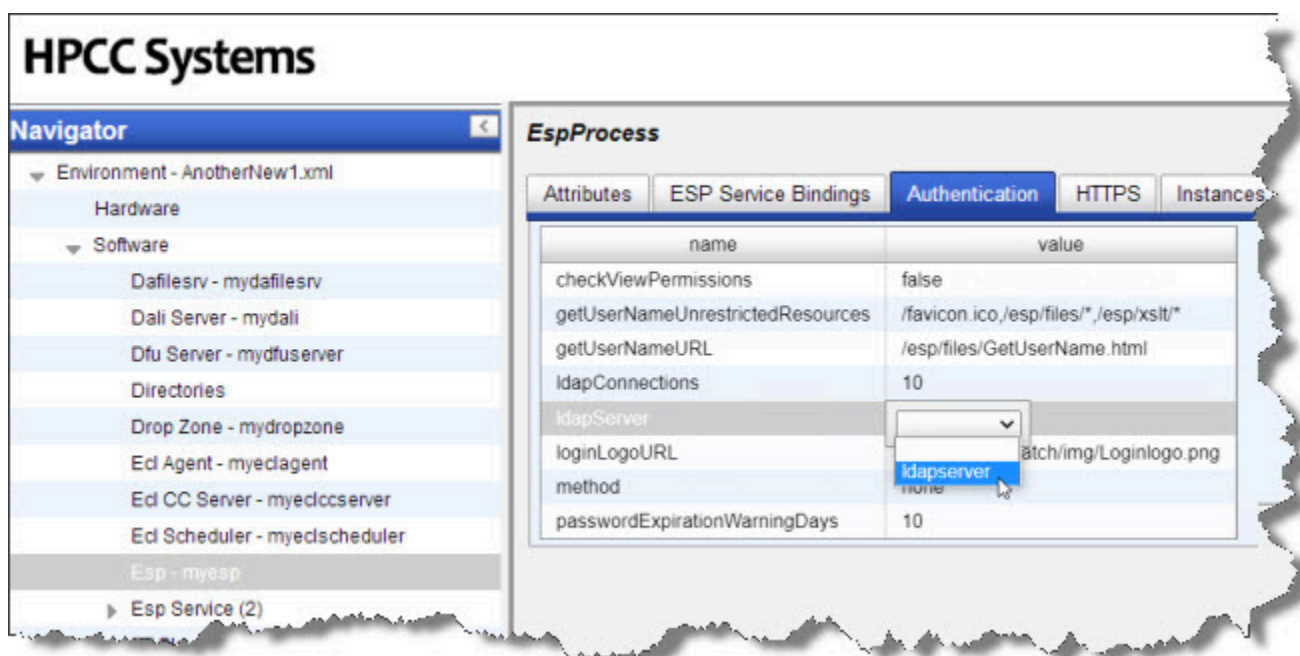 HPCC Systems
Navigator
Environment - AnotherNew1.xml
Hardware
Software
Dafilesrv - mydafilesrv
Dali Server - mydali
Dfu Server - mydfuserver
Directories
Drop Zone - mydropzone
Ecl Agent - myeclagent
Ecl CC Server - myeclccserver
Ecl Scheduler - myeclscheduler
Esp - myesp
Esp Service (2)
EspProcess
Attributes ESP Service Bindings Authentication HTTPS Instances
name value
checkViewPermissions false
getUserNameUnrestrictedResources /favicon.ico,/esp/files/*,/esp/xslt/*
getUserNameURL /esp/files/GetUserName.html
ldapConnections 10
ldapServer
loginLogoURL atch/img/Loginlogo.png
ldapserver
method none
passwordExpirationWarningDays 10